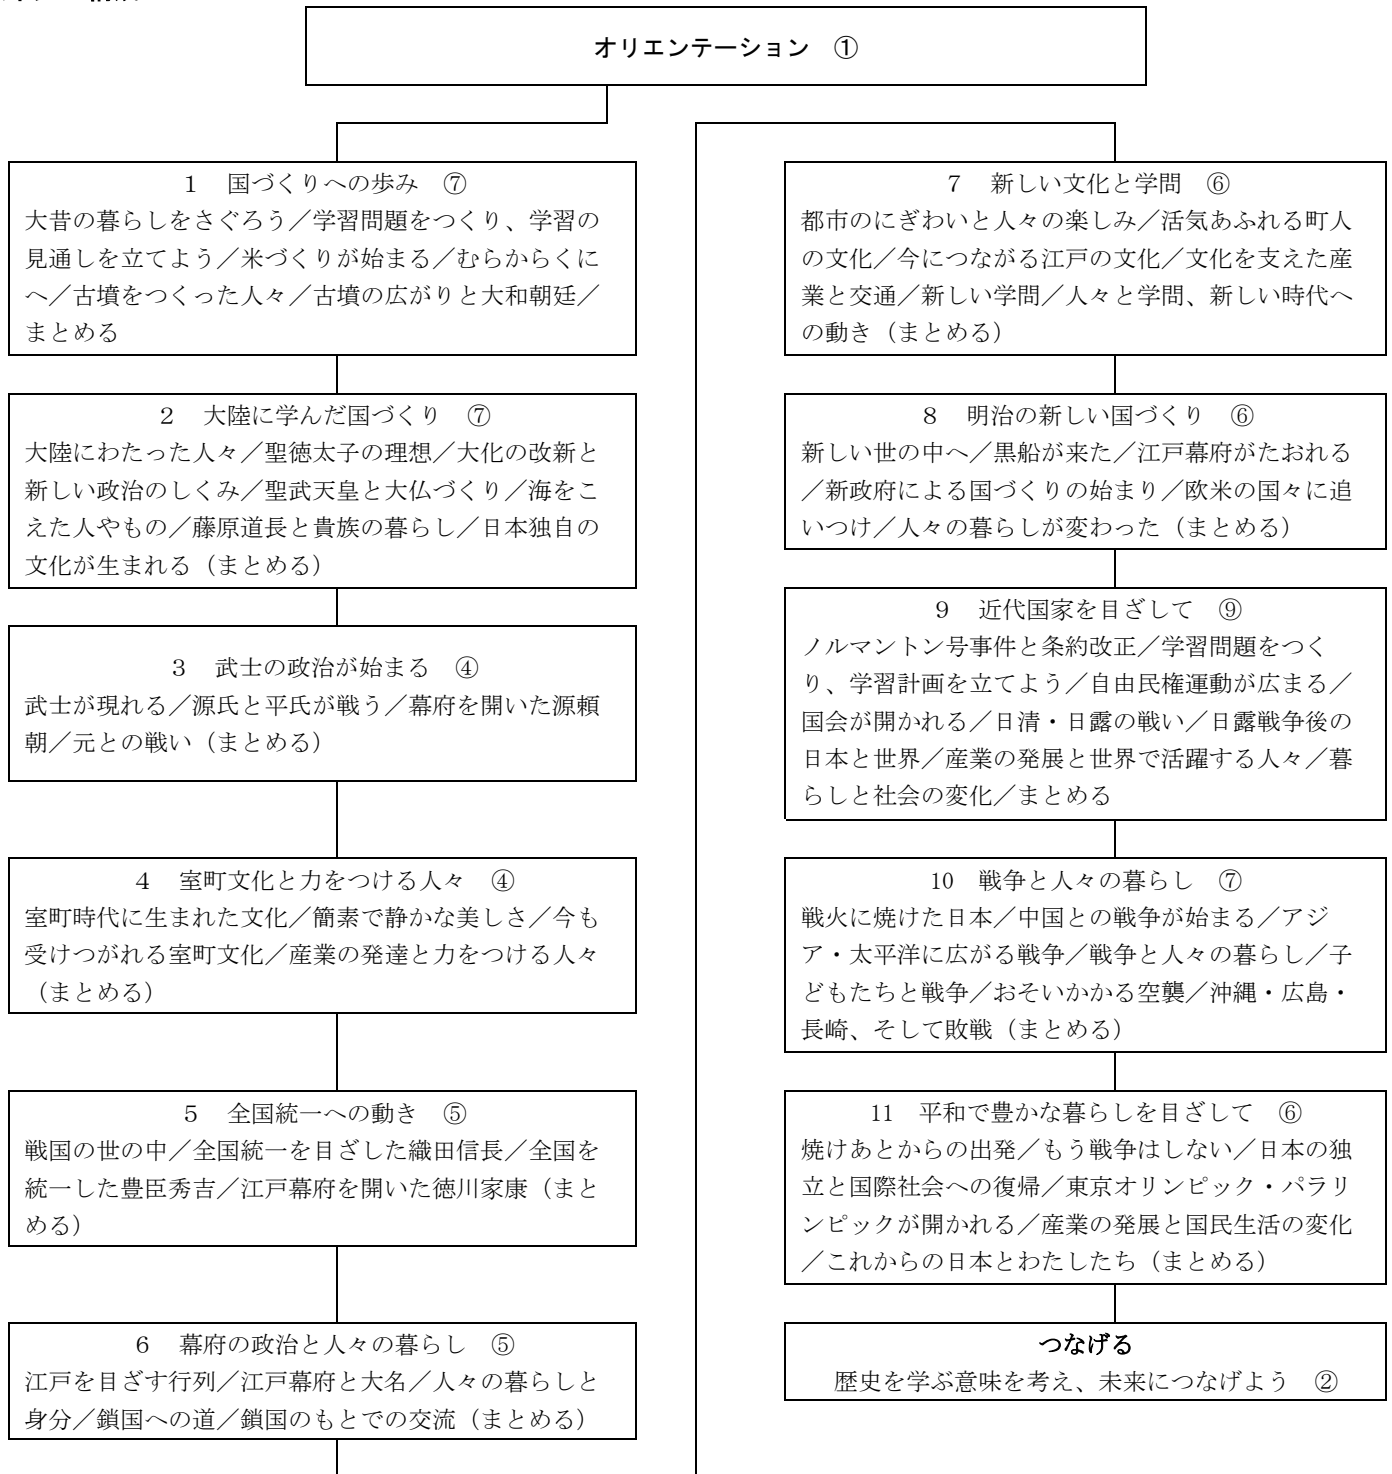 オリエンテーション　①
1　国づくりへの歩み　⑦
大昔の暮らしをさぐろう／学習問題をつくり、学習の
見通しを立てよう／米づくりが始まる／むらからくに
へ／古墳をつくった人々／古墳の広がりと大和朝廷／
まとめる
2　大陸に学んだ国づくり　⑦
大陸にわたった人々／聖徳太子の理想／大化の改新と
新しい政治のしくみ／聖武天皇と大仏づくり／海をこ
えた人やもの／藤原道長と貴族の暮らし／日本独自の
文化が生まれる（まとめる）
3　武士の政治が始まる　④
武士が現れる／源氏と平氏が戦う／幕府を開いた源頼
朝／元との戦い（まとめる）
4　室町文化と力をつける人々　④
室町時代に生まれた文化／簡素で静かな美しさ／今も
受けつがれる室町文化／産業の発達と力をつける人々
（まとめる）
5　全国統一への動き　⑤
戦国の世の中／全国統一を目ざした織田信長／全国を
統一した豊臣秀吉／江戸幕府を開いた徳川家康（まと
める）
6　幕府の政治と人々の暮らし　⑤
江戸を目ざす行列／江戸幕府と大名／人々の暮らしと
身分／鎖国への道／鎖国のもとでの交流（まとめる）
7　新しい文化と学問　⑥
都市のにぎわいと人々の楽しみ／活気あふれる町人
の文化／今につながる江戸の文化／文化を支えた産
業と交通／新しい学問／人々と学問、新しい時代へ
の動き（まとめる）
8　明治の新しい国づくり　⑥
新しい世の中へ／黒船が来た／江戸幕府がたおれる
／新政府による国づくりの始まり／欧米の国々に追
いつけ／人々の暮らしが変わった（まとめる）
9　近代国家を目ざして　⑨
ノルマントン号事件と条約改正／学習問題をつく
り、学習計画を立てよう／自由民権運動が広まる／
国会が開かれる／日清・日露の戦い／日露戦争後の
日本と世界／産業の発展と世界で活躍する人々／暮
らしと社会の変化／まとめる
10　戦争と人々の暮らし　⑦
戦火に焼けた日本／中国との戦争が始まる／アジ
ア・太平洋に広がる戦争／戦争と人々の暮らし／子
どもたちと戦争／おそいかかる空襲／沖縄・広島・
長崎、そして敗戦（まとめる）
11　平和で豊かな暮らしを目ざして　⑥
焼けあとからの出発／もう戦争はしない／日本の独
立と国際社会への復帰／東京オリンピック・パラリ
ンピックが開かれる／産業の発展と国民生活の変化
／これからの日本とわたしたち（まとめる）
つなげる
歴史を学ぶ意味を考え、未来につなげよう　②